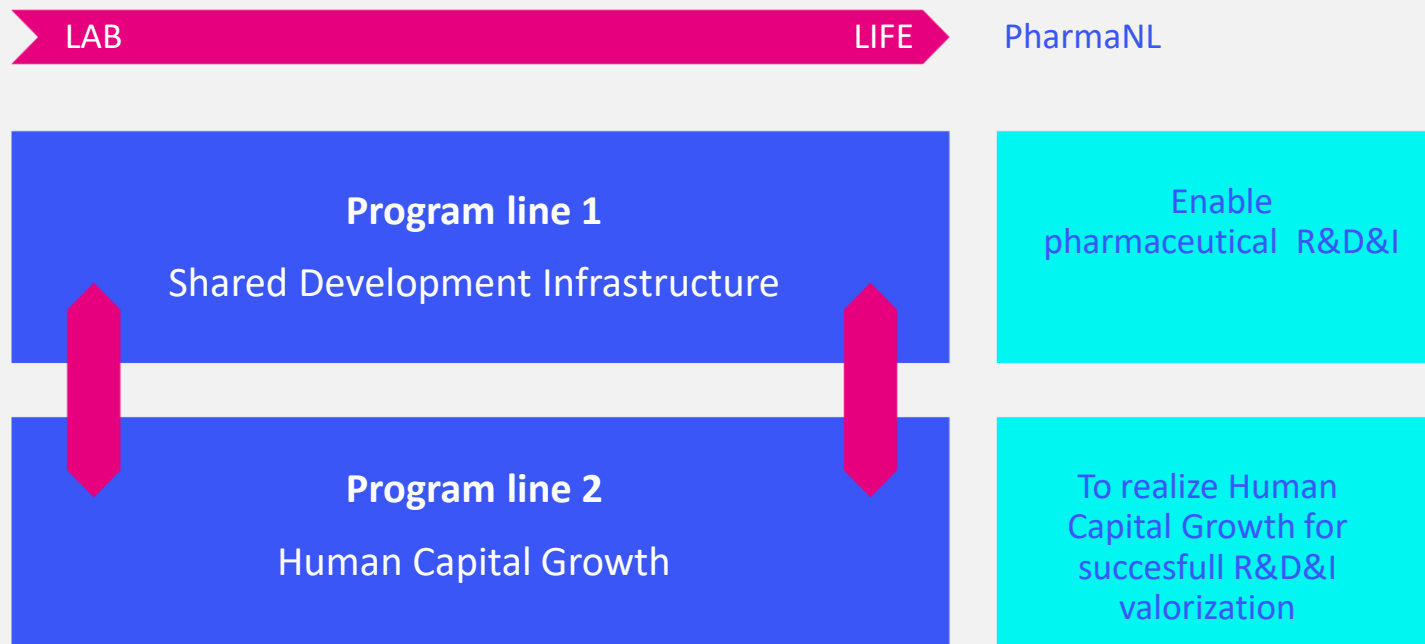 LAB LIFE PharmaNL
Program line 1
Shared Development Infrastructure
Enable
pharmaceutical R&D&I
Program line 2
Human Capital Growth
To realize Human
Capital Growth for
succesfull R&D&I
valorization